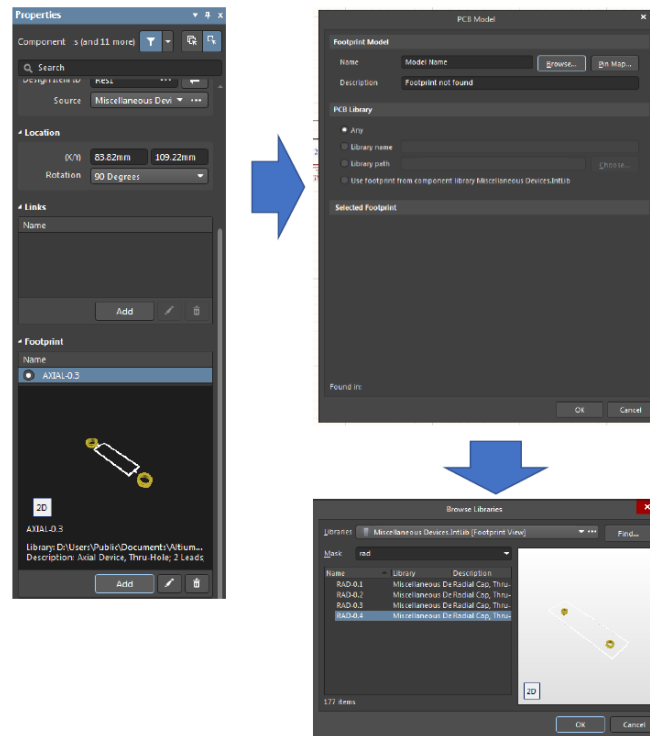 Properties
Component s (and 11 more)
Search
Design Item ID Res1 ...
Source Miscellaneous Devi ...
Location
(X/Y) 83.82mm 109.22mm
Rotation 90 Degrees
Links
Name
Add
Footprint
Name
AXIAL-0.3
2D
AXIAL-0.3
Library: D:\Users\Public\Documents\Altium...
Description: Axial Device, Thru-Hole; 2 Leads;
Add
PCB Model
Footprint Model
Name Model Name Browse... Pin Map...
Description Footprint not found
PCB Library
Any
Library name
Library path Choose...
Use footprint from component library Miscellaneous Devices.IntLib
Selected Footprint
Found in:
OK Cancel
Browse Libraries
Libraries Miscellaneous Devices.IntLib [Footprint View] ... Find...
Mask rad
Name Library Description
RAD-0.1 Miscellaneous De Radial Cap, Thru-
RAD-0.2 Miscellaneous De Radial Cap, Thru-
RAD-0.3 Miscellaneous De Radial Cap, Thru-
RAD-0.4 Miscellaneous De Radial Cap, Thru-
2D
177 items
OK Cancel